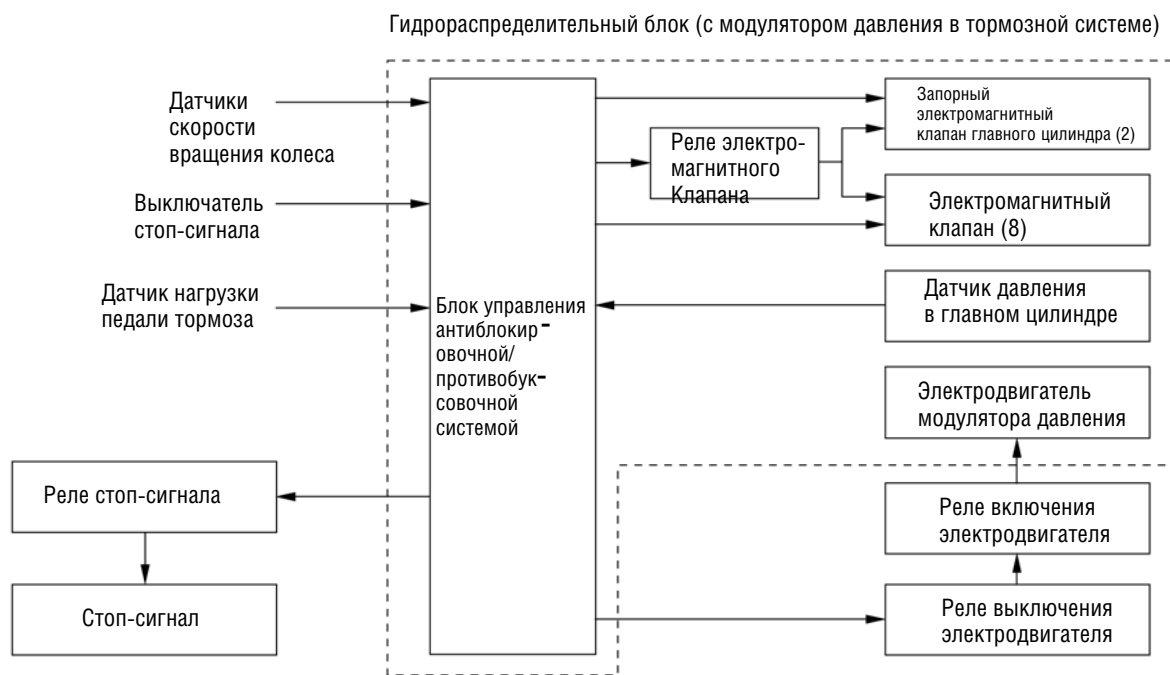 Гидрораспределительный блок (с модулятором давления в тормозной системе)
Датчики
скорости
вращения колеса
Выключатель
стоп-сигнала
Датчик нагрузки
педали тормоза
Блок управления
антиблокир-
овочной/
противобук-
совочной
системой
Реле электро-
магнитного
Клапана
Запорный
электромагнитный
клапан главного цилиндра (2)
Электромагнитный
клапан (8)
Датчик давления
в главном цилиндре
Электродвигатель
модулятора давления
Реле включения
электродвигателя
Реле выключения
электродвигателя
Реле стоп-сигнала
Стоп-сигнал